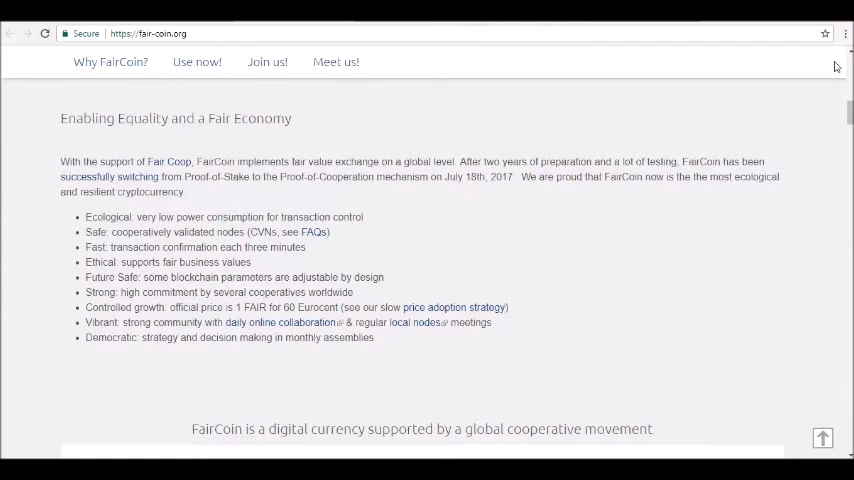 Secure | https://fair-coin.org
Why FairCoin? Use now! Join us! Meet us!
Enabling Equality and a Fair Economy
With the support of Fair Coop, FairCoin implements fair value exchange on a global level. After two years of preparation and a lot of testing, FairCoin has been
successfully switching from Proof-of-Stake to the Proof-of-Cooperation mechanism on July 18th, 2017. We are proud that FairCoin now is the the most ecological
and resilient cryptocurrency.
• Ecological: very low power consumption for transaction control
• Safe: cooperatively validated nodes (CVNs, see FAQs)
• Fast: transaction confirmation each three minutes
• Ethical: supports fair business values
• Future Safe: some blockchain parameters are adjustable by design
• Strong: high commitment by several cooperatives worldwide
• Controlled growth: official price is 1 FAIR for 60 Eurocent (see our slow price adoption strategy)
• Vibrant: strong community with daily online collaboration & regular local nodes meetings
• Democratic: strategy and decision making in monthly assemblies
FairCoin is a digital currency supported by a global cooperative movement